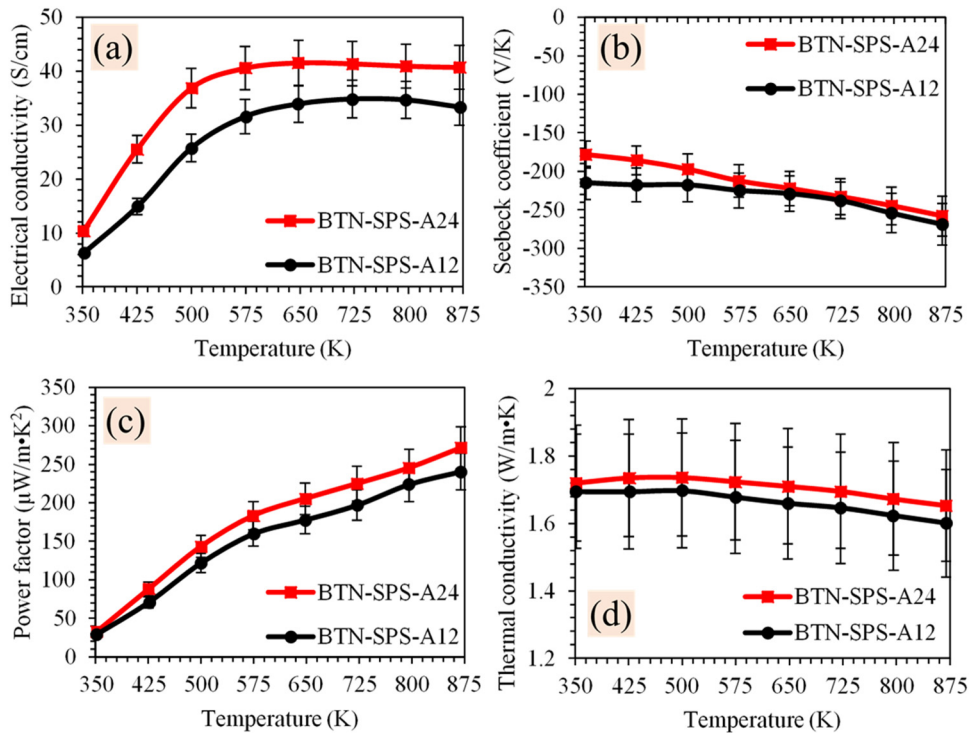 (a)
Electrical conductivity (S/cm)
50
40
30
20
10
0
BTN-SPS-A24
BTN-SPS-A12
350 425 500 575 650 725 800 875
Temperature (K)
(b)
Seebeck coefficient (V/K)
0
-50
-100
-150
-200
-250
-300
-350
BTN-SPS-A24
BTN-SPS-A12
350 425 500 575 650 725 800 875
Temperature (K)
(c)
Power factor (μW/m•K²)
350
300
250
200
150
100
50
0
BTN-SPS-A24
BTN-SPS-A12
350 425 500 575 650 725 800 875
Temperature (K)
(d)
Thermal conductivity (W/m•K)
2
1.8
1.6
1.4
1.2
BTN-SPS-A24
BTN-SPS-A12
350 425 500 575 650 725 800 875
Temperature (K)